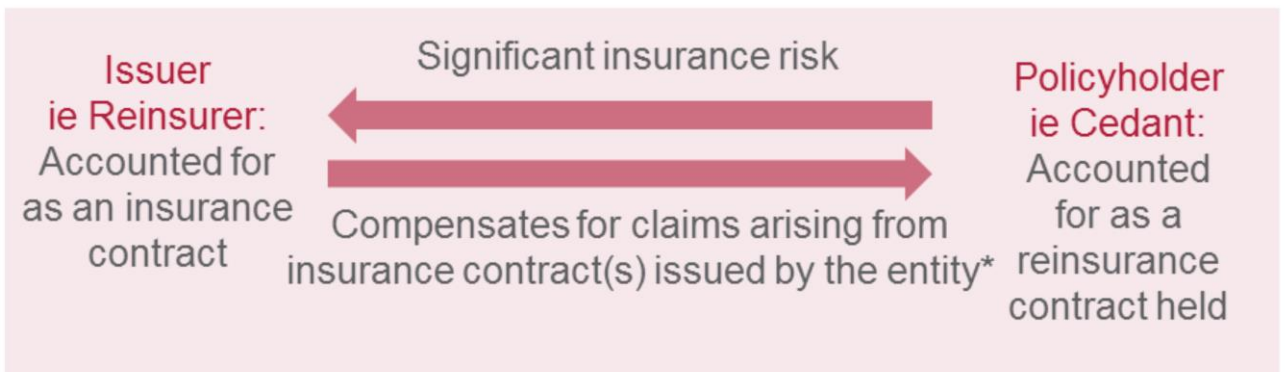 Issuer
ie Reinsurer:
Accounted for
as an insurance
contract
Significant insurance risk
Compensates for claims arising from
insurance contract(s) issued by the entity*
Policyholder
ie Cedant:
Accounted
for as a
reinsurance
contract held